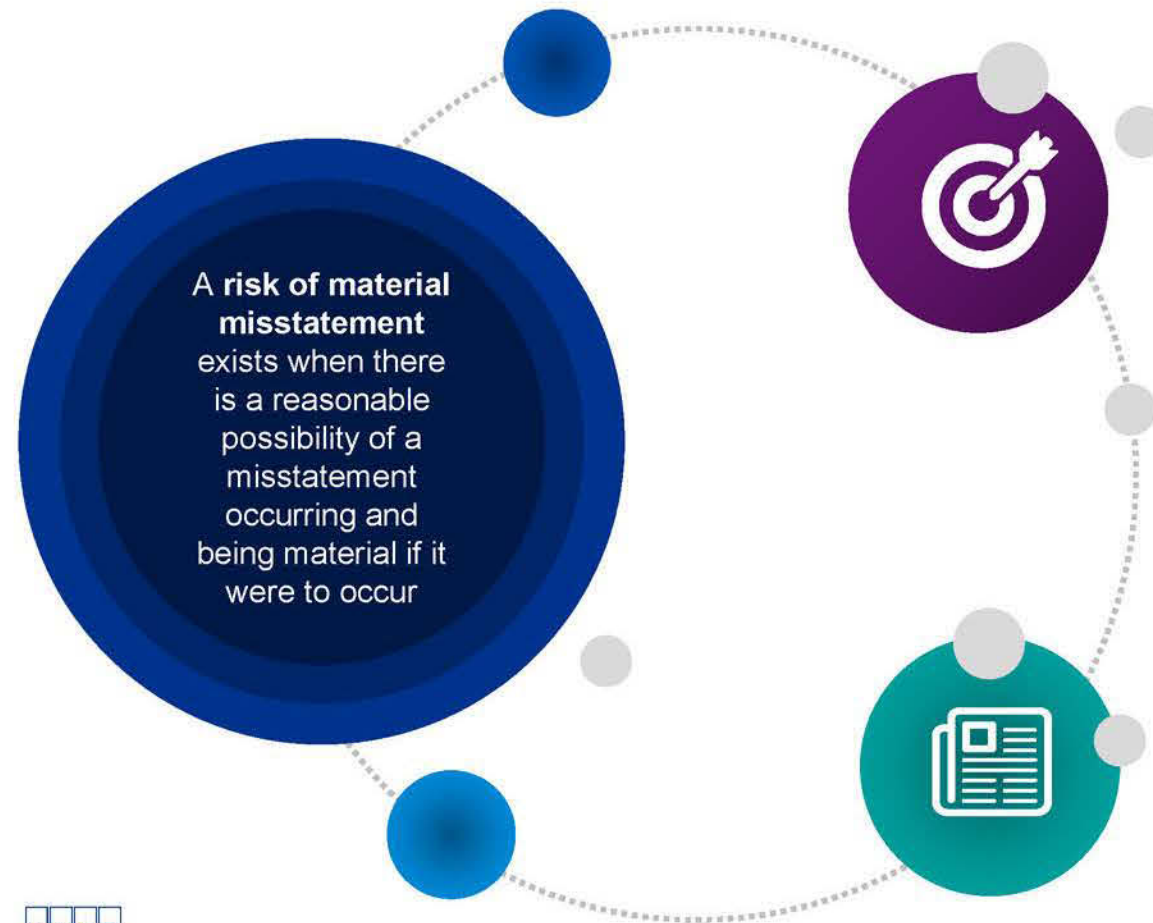 A risk of material
misstatement
exists when there
is a reasonable
possibility of a
misstatement
occurring and
being material if it
were to occur